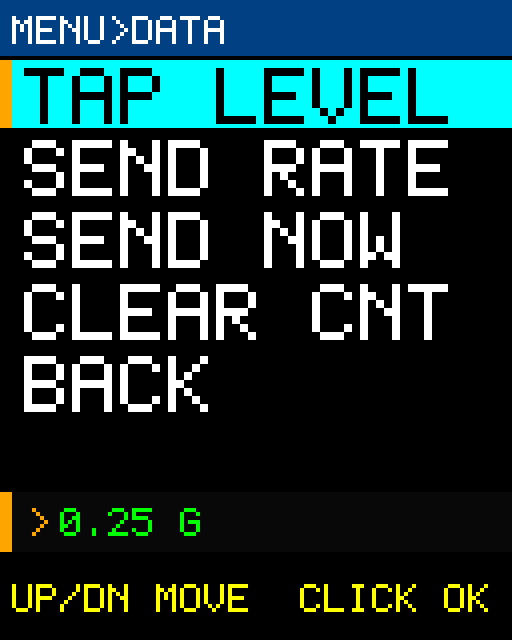 MENU>DATA
TAP LEVEL
SEND RATE
SEND NOW
CLEAR CNT
BACK
>0.25 G
UP/DN MOVE  CLICK OK